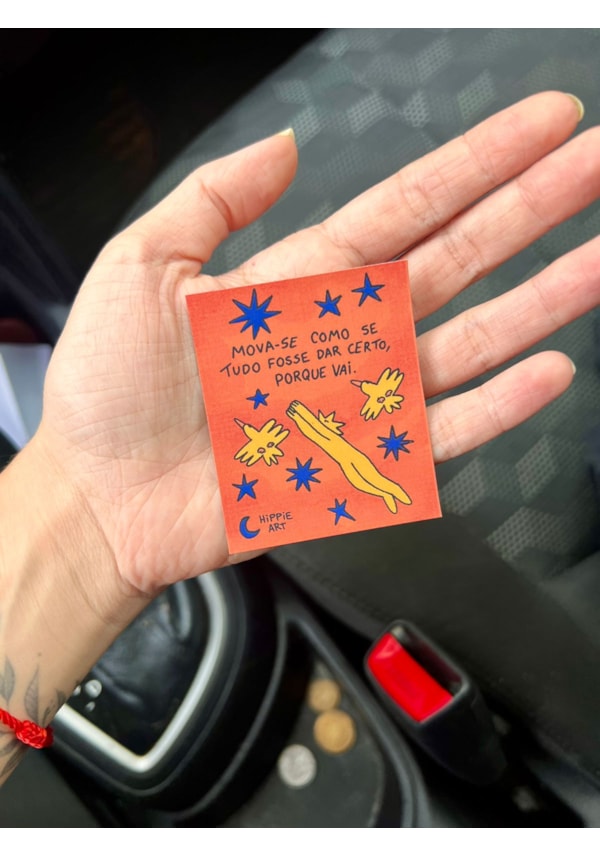 MOVA-SE COMO SE
TUDO FOSSE DAR CERTO,
PORQUE VAI.
HIPPIE
ART